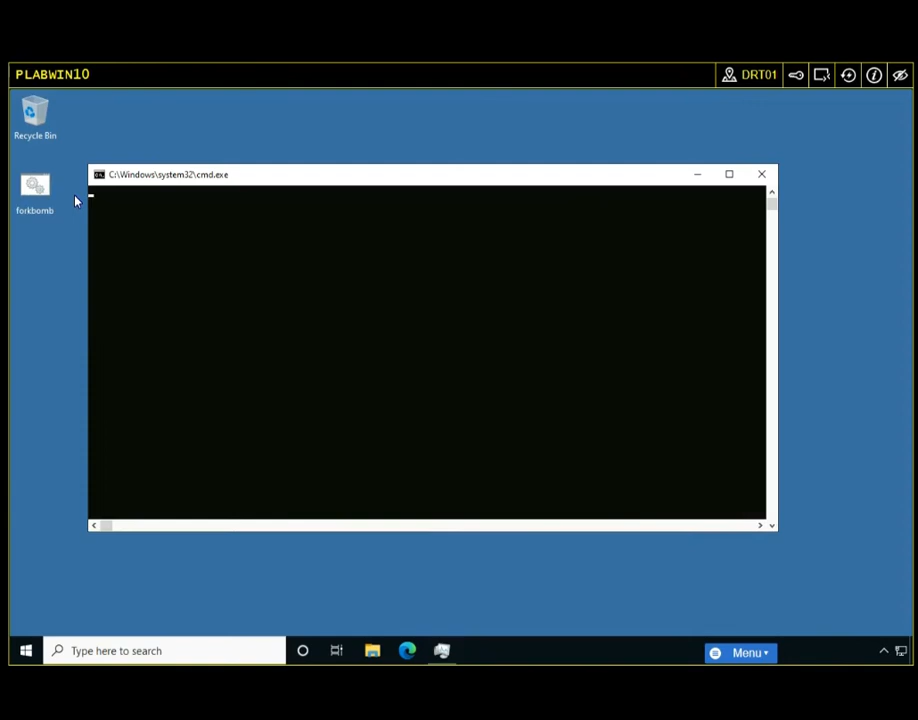 PLABWIN10
DRT01
Recycle Bin
C:\Windows\system32\cmd.exe
forkbomb
Type here to search
Menu